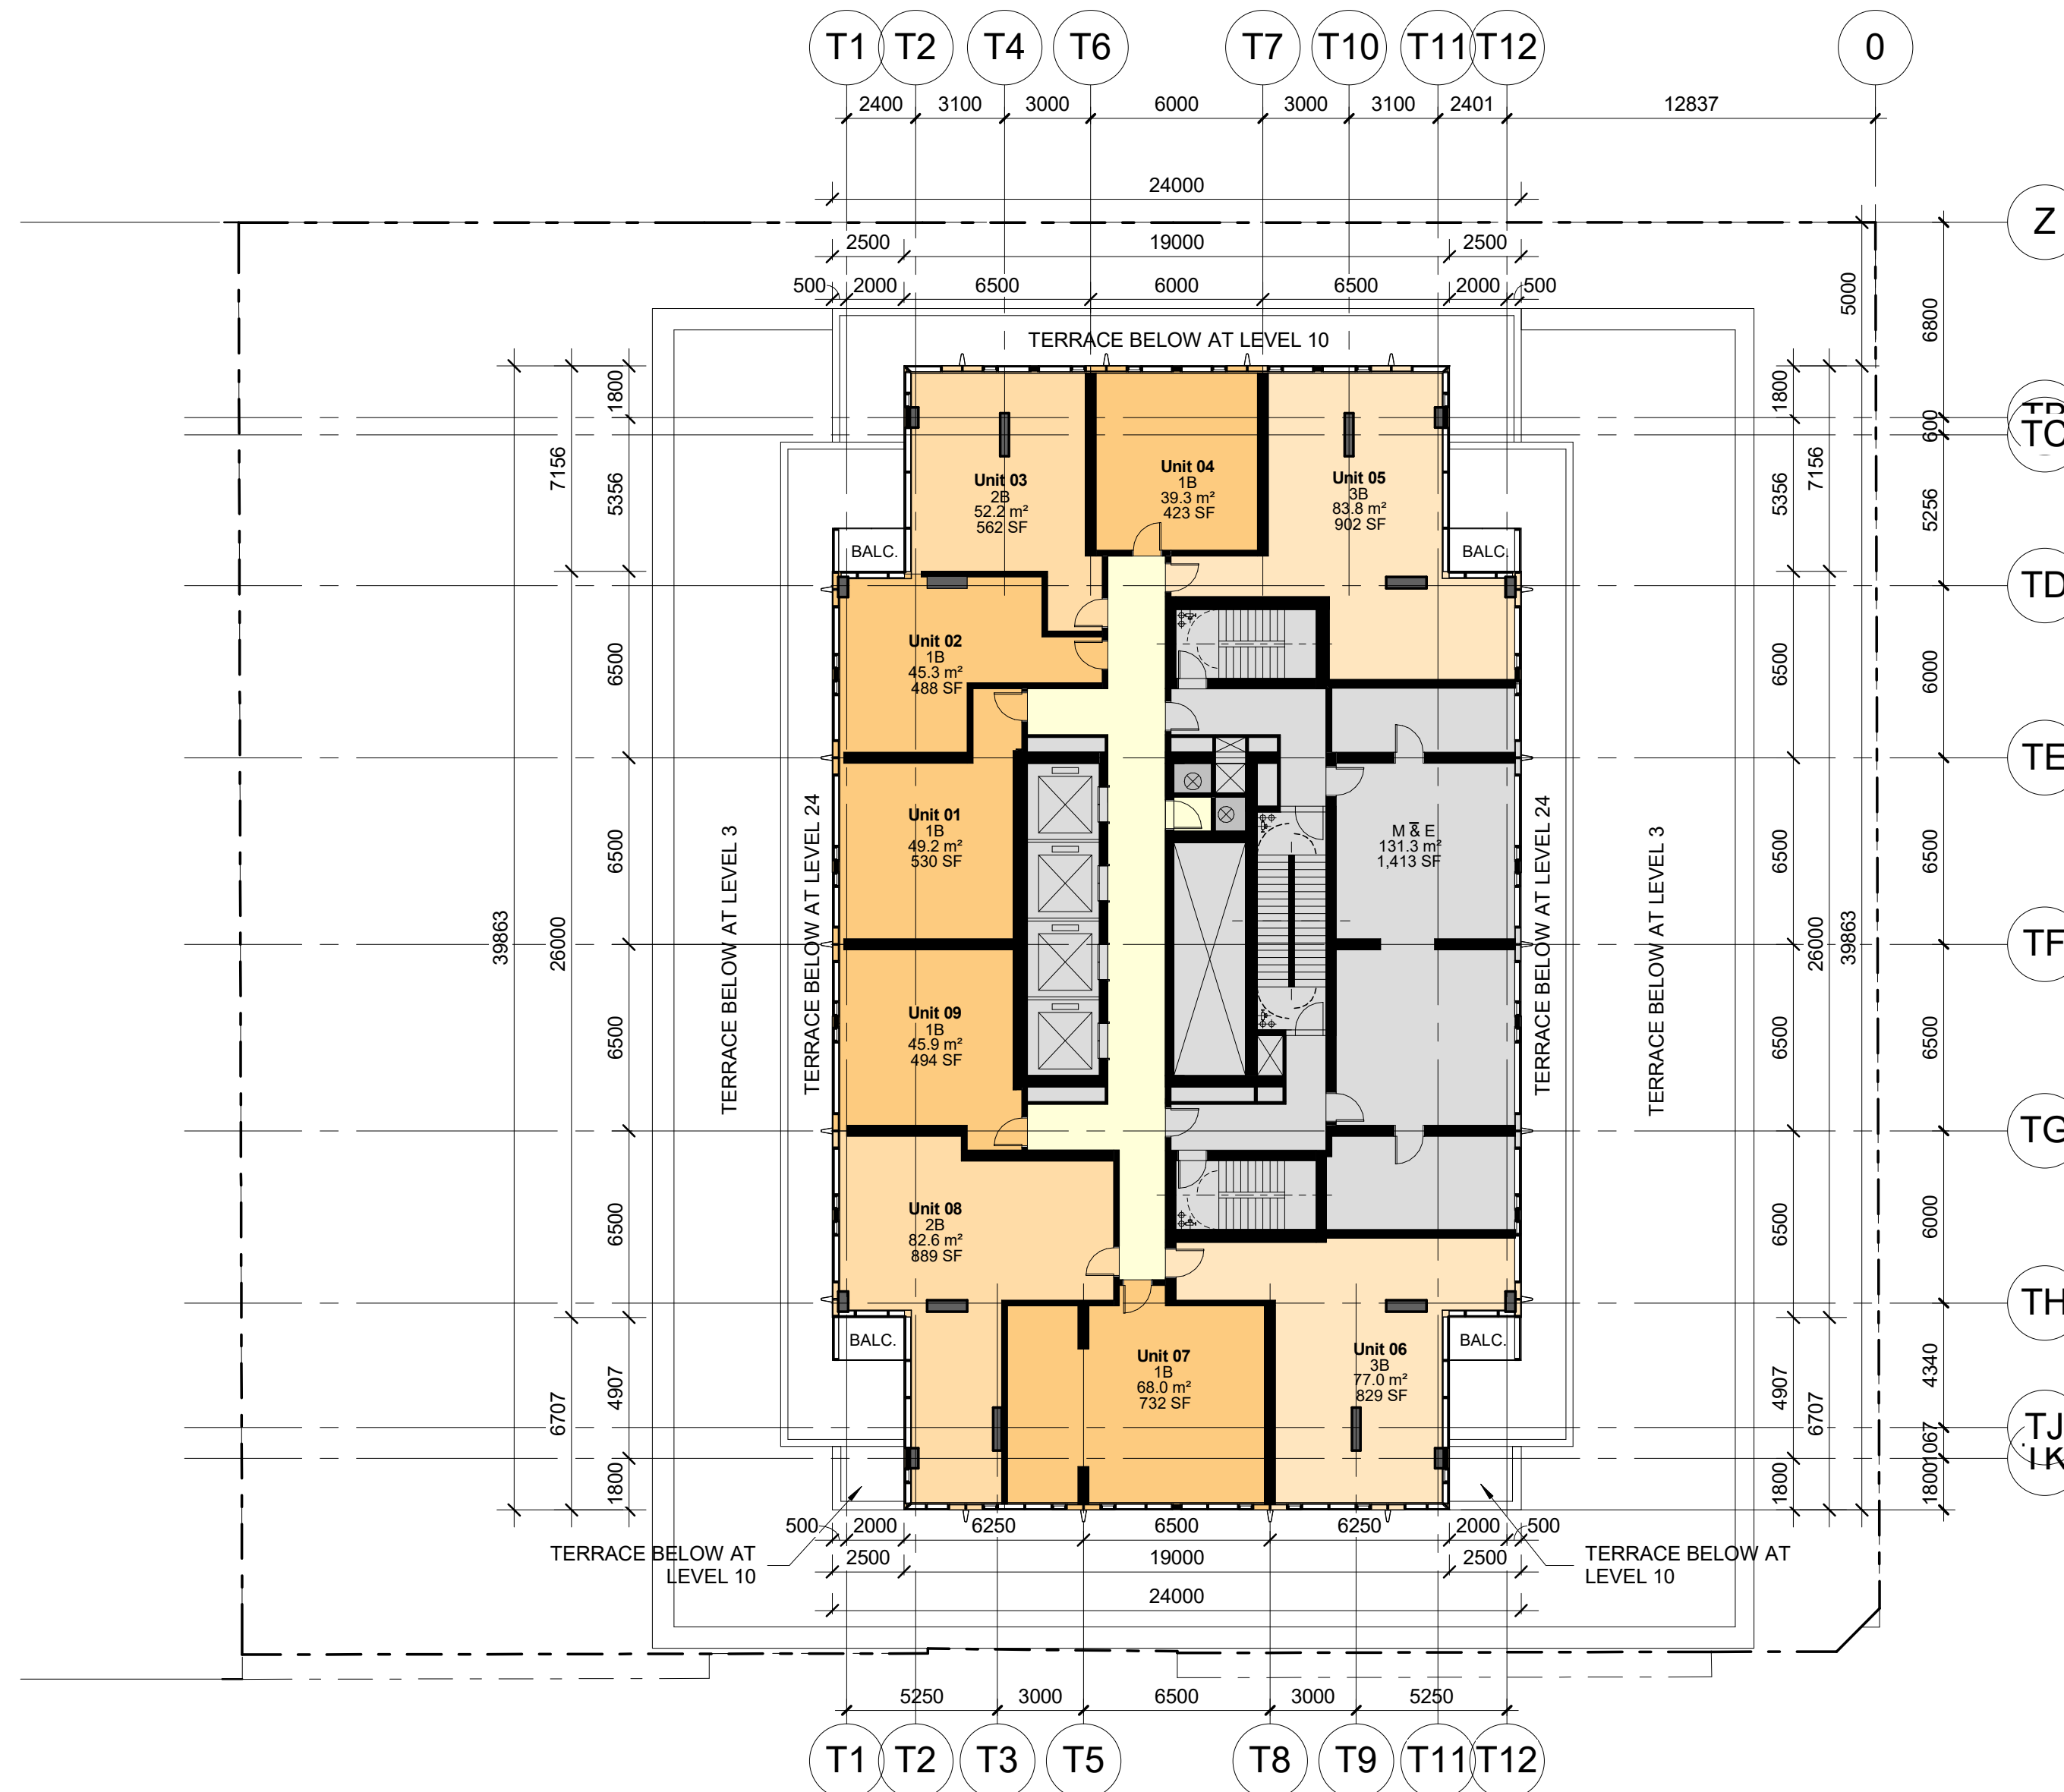 T1 T2 T4 T6 T7 T10 T11 T12 0
2400 3100 3000 6000 3000 3100 2401 12837
24000
Z
2500 19000 2500
500 2000 6500 6000 6500 2000 500
5000
6800
TERRACE BELOW AT LEVEL 10
1800
1800
600
TC
7156
5356
5356
7156
5256
Unit 03
2B
52.2 m²
562 SF
Unit 04
1B
39.3 m²
423 SF
Unit 05
3B
83.8 m²
902 SF
BALC.
BALC.
TD
Unit 02
1B
45.3 m²
488 SF
6500
6500
6000
TE
Unit 01
1B
49.2 m²
530 SF
M & E
131.3 m²
1,413 SF
6500
6500
6500
TERRACE BELOW AT LEVEL 3
TERRACE BELOW AT LEVEL 24
TERRACE BELOW AT LEVEL 24
TERRACE BELOW AT LEVEL 3
39863
26000
26000
39863
TF
Unit 09
1B
45.9 m²
494 SF
6500
6500
6500
TG
Unit 08
2B
82.6 m²
889 SF
6500
6500
6000
TH
BALC.
BALC.
Unit 07
1B
68.0 m²
732 SF
Unit 06
3B
77.0 m²
829 SF
6707
4907
4907
6707
4340
TJ
1067
TK
1800
1800
1800
500 2000 6250 6500 6250 2000 500
TERRACE BELOW AT
LEVEL 10
2500 19000 2500
TERRACE BELOW AT
LEVEL 10
24000
5250 3000 6500 3000 5250
T1 T2 T3 T5 T8 T9 T11 T12